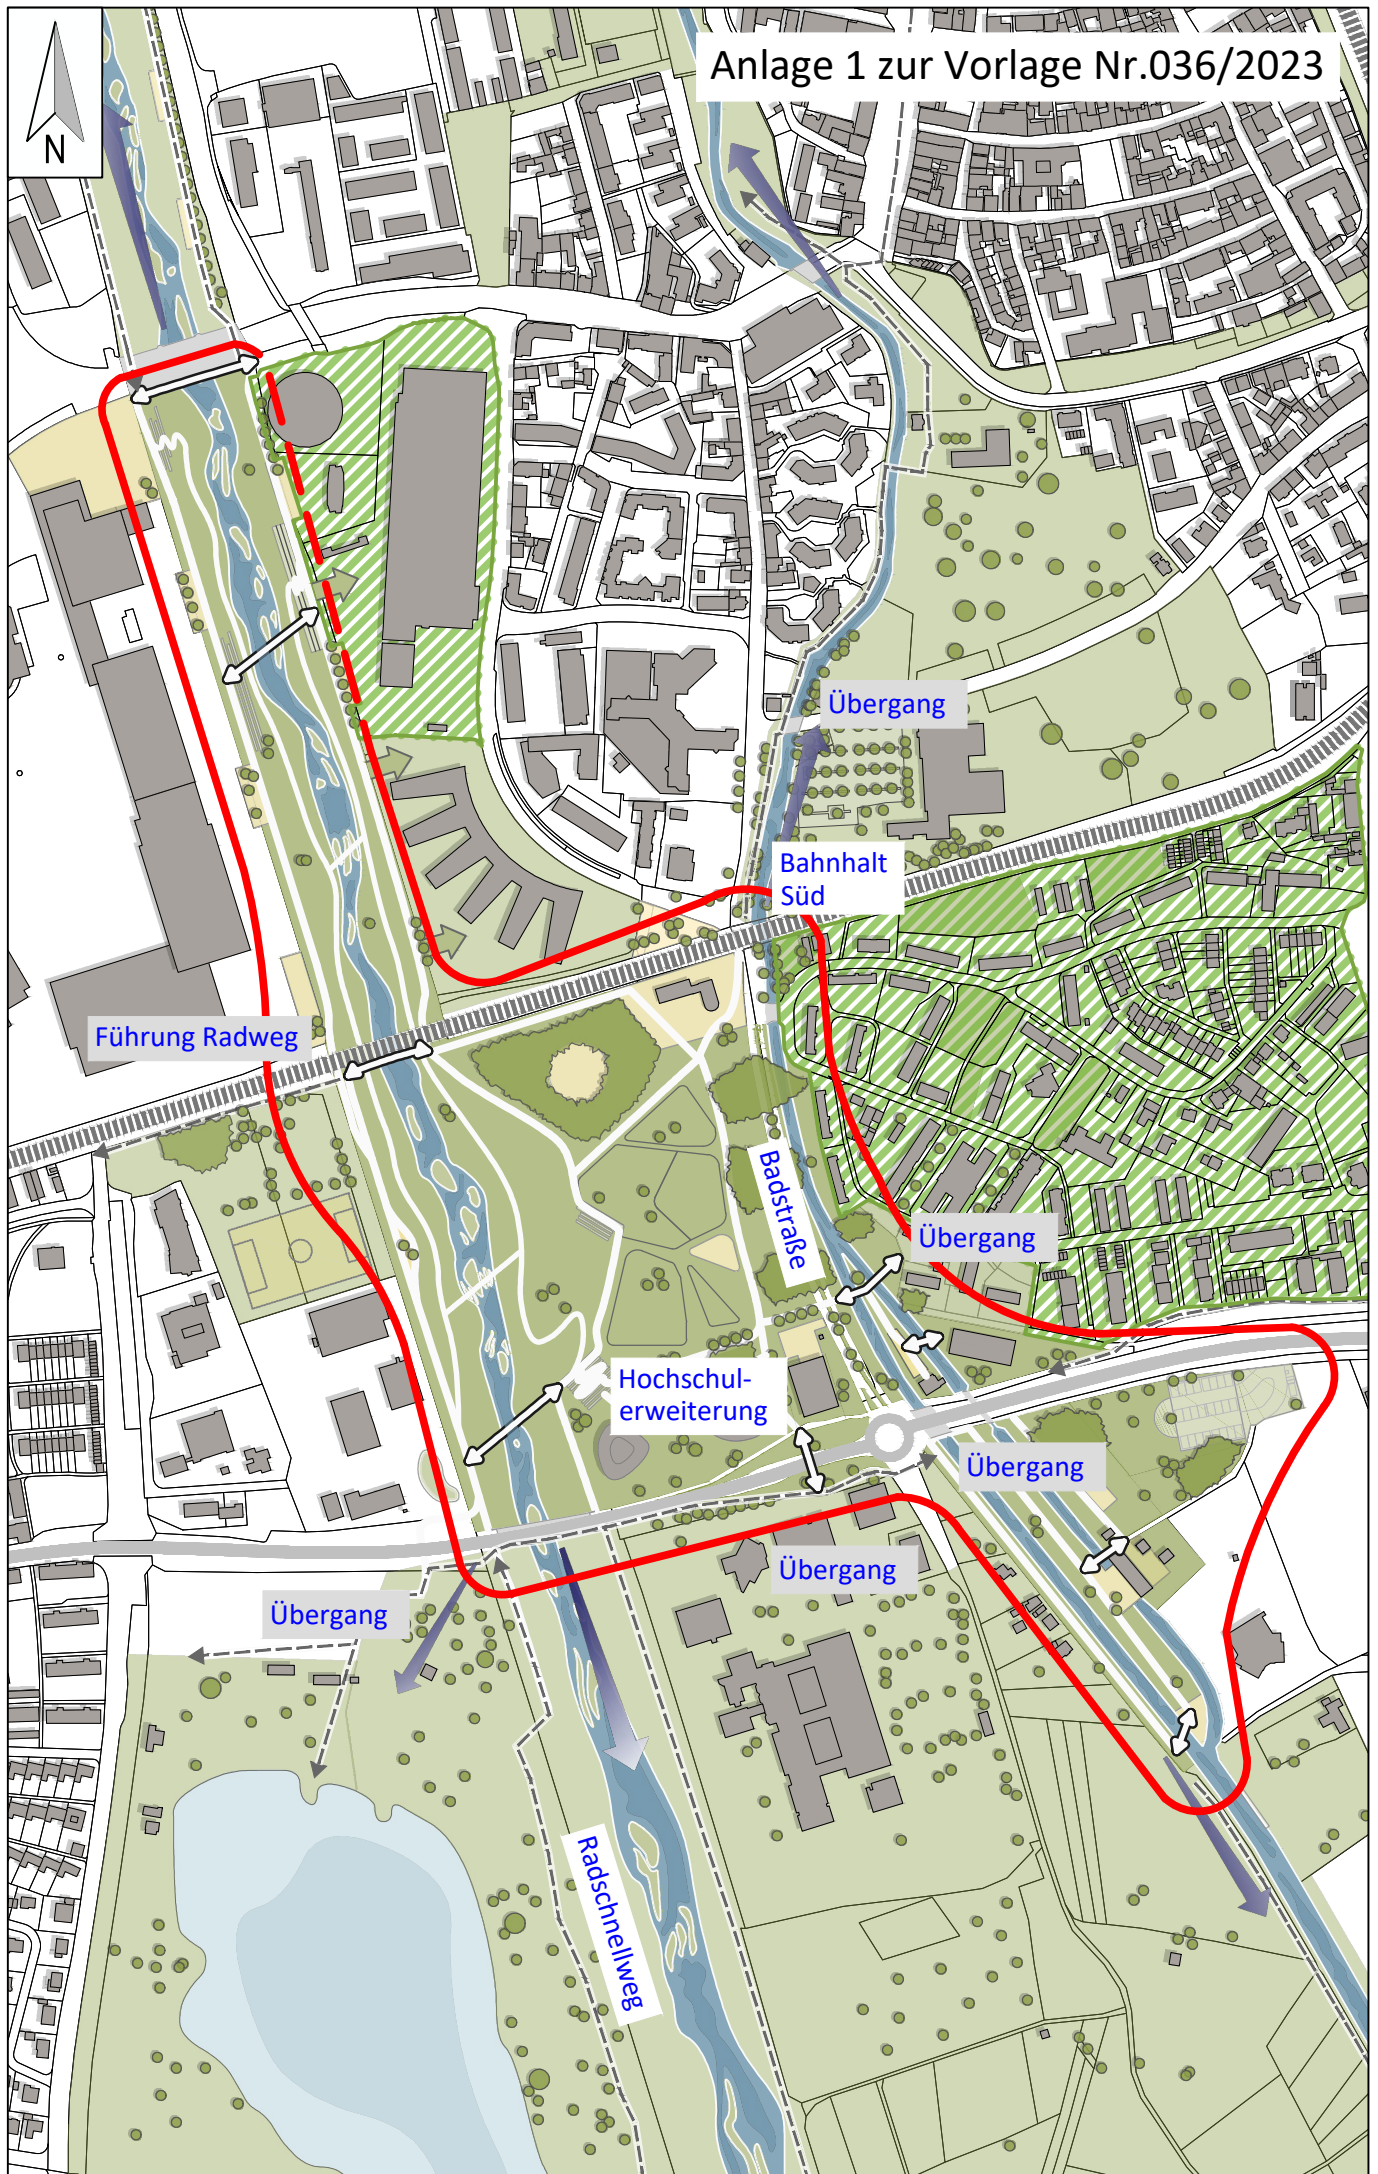 Anlage 1 zur Vorlage Nr.036/2023
N
Übergang
Bahnhalt
Süd
Führung Radweg
Badstraße
Übergang
Hochschul-
erweiterung
Übergang
Übergang
Übergang
Radschnellweg